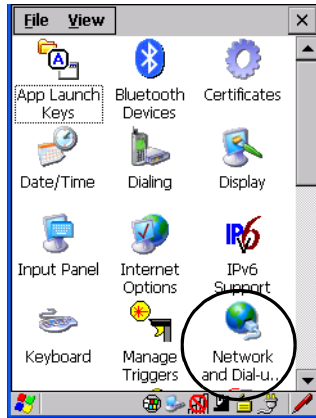 File View
App Launch Keys
Bluetooth Devices
Certificates
Date/Time
Dialing
Display
Input Panel
Internet Options
IPv6
IPv6 Support
Keyboard
Manage Triggers
Network and Dial-u..